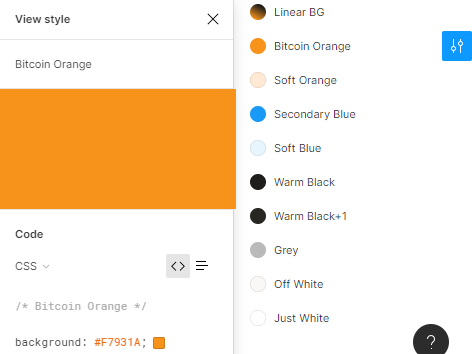 View style
Bitcoin Orange
Code
CSS
/* Bitcoin Orange */
background: #F7931A;
Linear BG
Bitcoin Orange
Soft Orange
Secondary Blue
Soft Blue
Warm Black
Warm Black+1
Grey
Off White
Just White
?